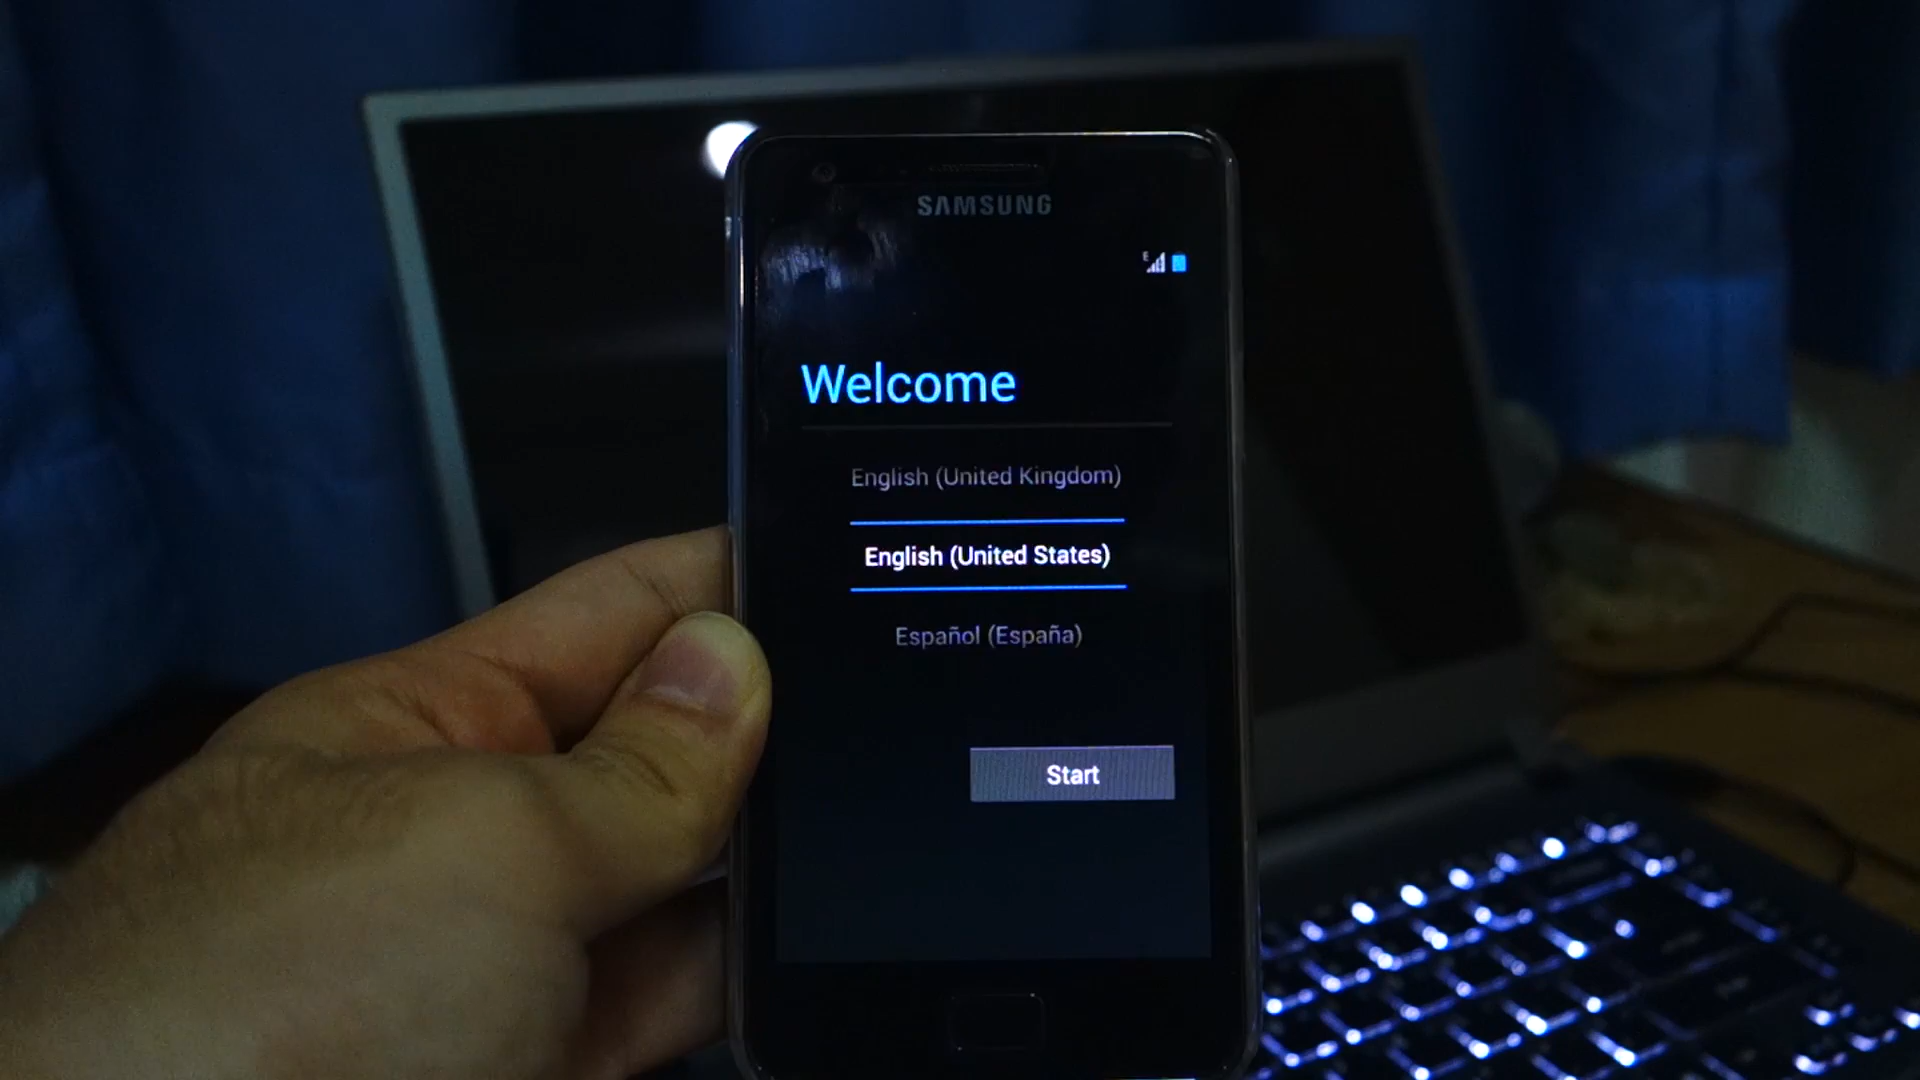 SAMSUNG
E
Welcome
English (United Kingdom)
English (United States)
Español (España)
Start